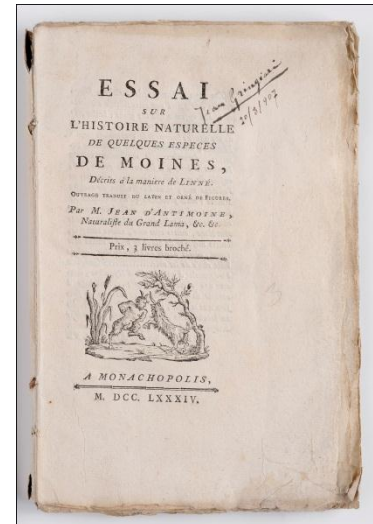 ESSAI
SUR
L'HISTOIRE NATURELLE
DE QUELQUES ESPECES
DE MOINES,
Décrits à la maniere de LINNÉ.
OUVRAGE TRADUIT DU LATIN ET ORNÉ DE FIGURES,
Par M. JEAN D'ANTIMOINE,
Naturaliste du Grand Lama, &c. &c.
Prix, 3 livres broché.
A MONACHOPOLIS,
M. DCC. LXXXIV.
Jean